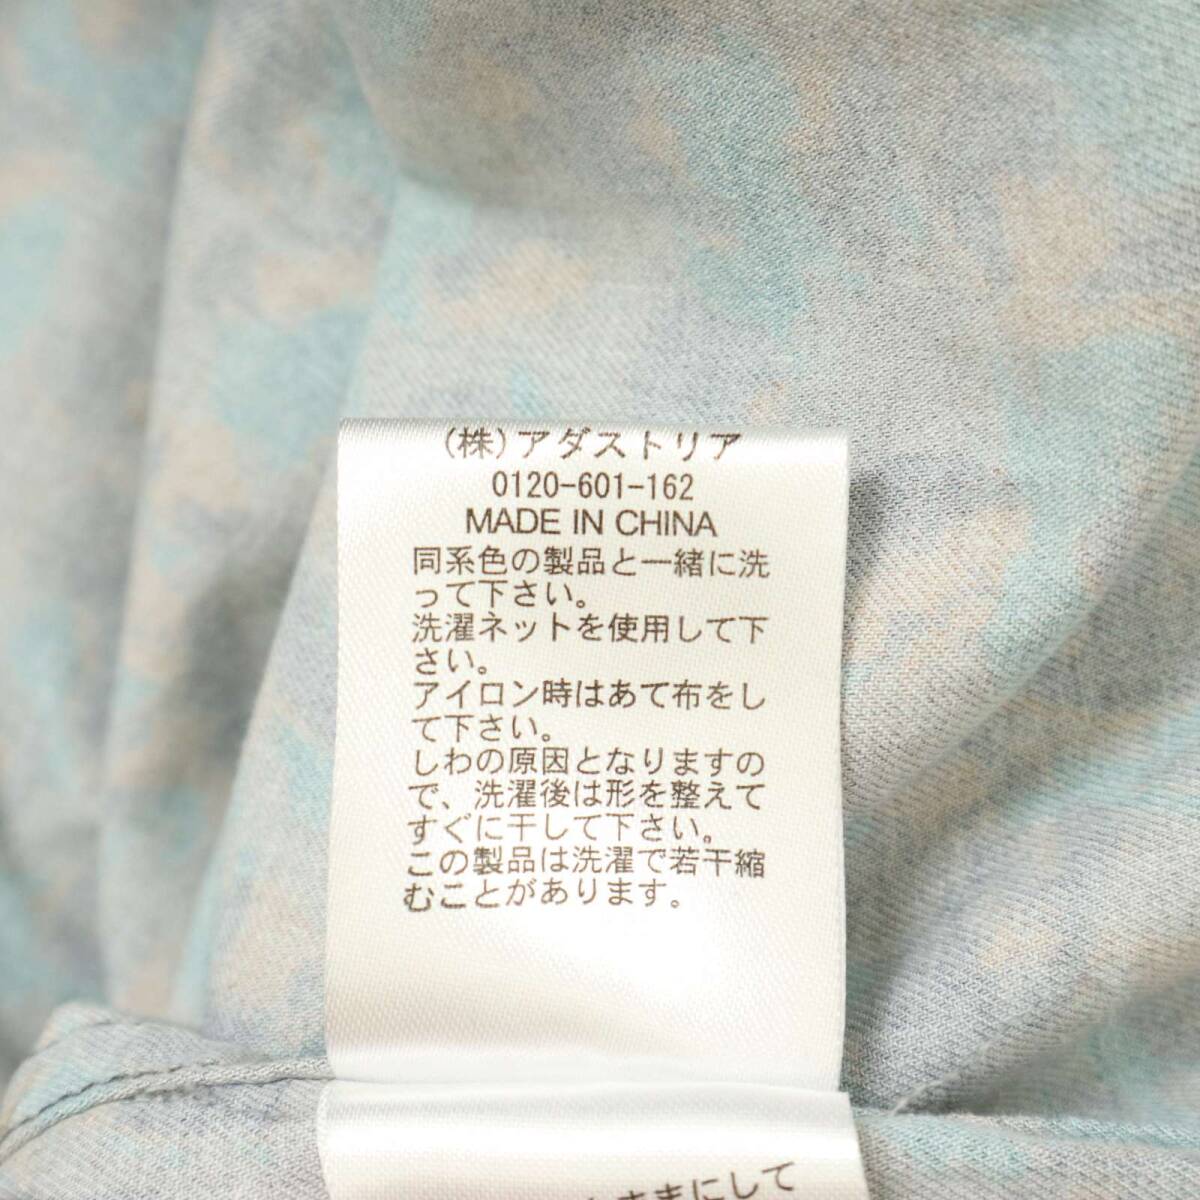 (株)アダストリア
0120-601-162
MADE IN CHINA
同系色の製品と一緒に洗
って下さい。
洗濯ネットを使用して下
さい。
アイロン時はあて布をし
て下さい。
しわの原因となりますの
で、洗濯後は形を整えて
すぐに干して下さい。
この製品は洗濯で若干縮
むことがあります。
ままにして